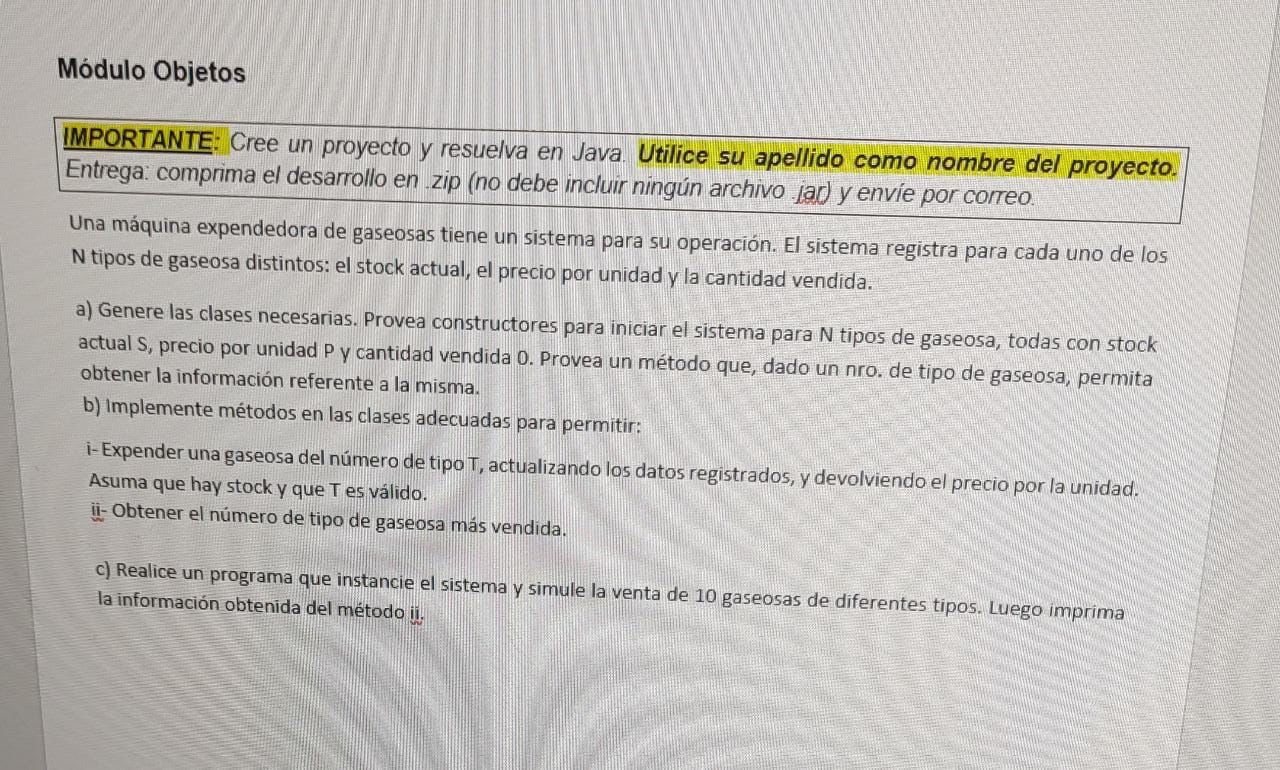 Módulo Objetos
IMPORTANTE: Cree un proyecto y resuelva en Java. Utilice su apellido como nombre del proyecto.
Entrega: comprima el desarrollo en .zip (no debe incluir ningún archivo .jar) y envíe por correo.
Una máquina expendedora de gaseosas tiene un sistema para su operación. El sistema registra para cada uno de los
N tipos de gaseosa distintos: el stock actual, el precio por unidad y la cantidad vendida.
a) Genere las clases necesarias. Provea constructores para iniciar el sistema para N tipos de gaseosa, todas con stock
actual S, precio por unidad P y cantidad vendida 0. Provea un método que, dado un nro. de tipo de gaseosa, permita
obtener la información referente a la misma.
b) Implemente métodos en las clases adecuadas para permitir:
i- Expender una gaseosa del número de tipo T, actualizando los datos registrados, y devolviendo el precio por la unidad.
Asuma que hay stock y que T es válido.
ii- Obtener el número de tipo de gaseosa más vendida.
c) Realice un programa que instancie el sistema y simule la venta de 10 gaseosas de diferentes tipos. Luego imprima
la información obtenida del método ii.